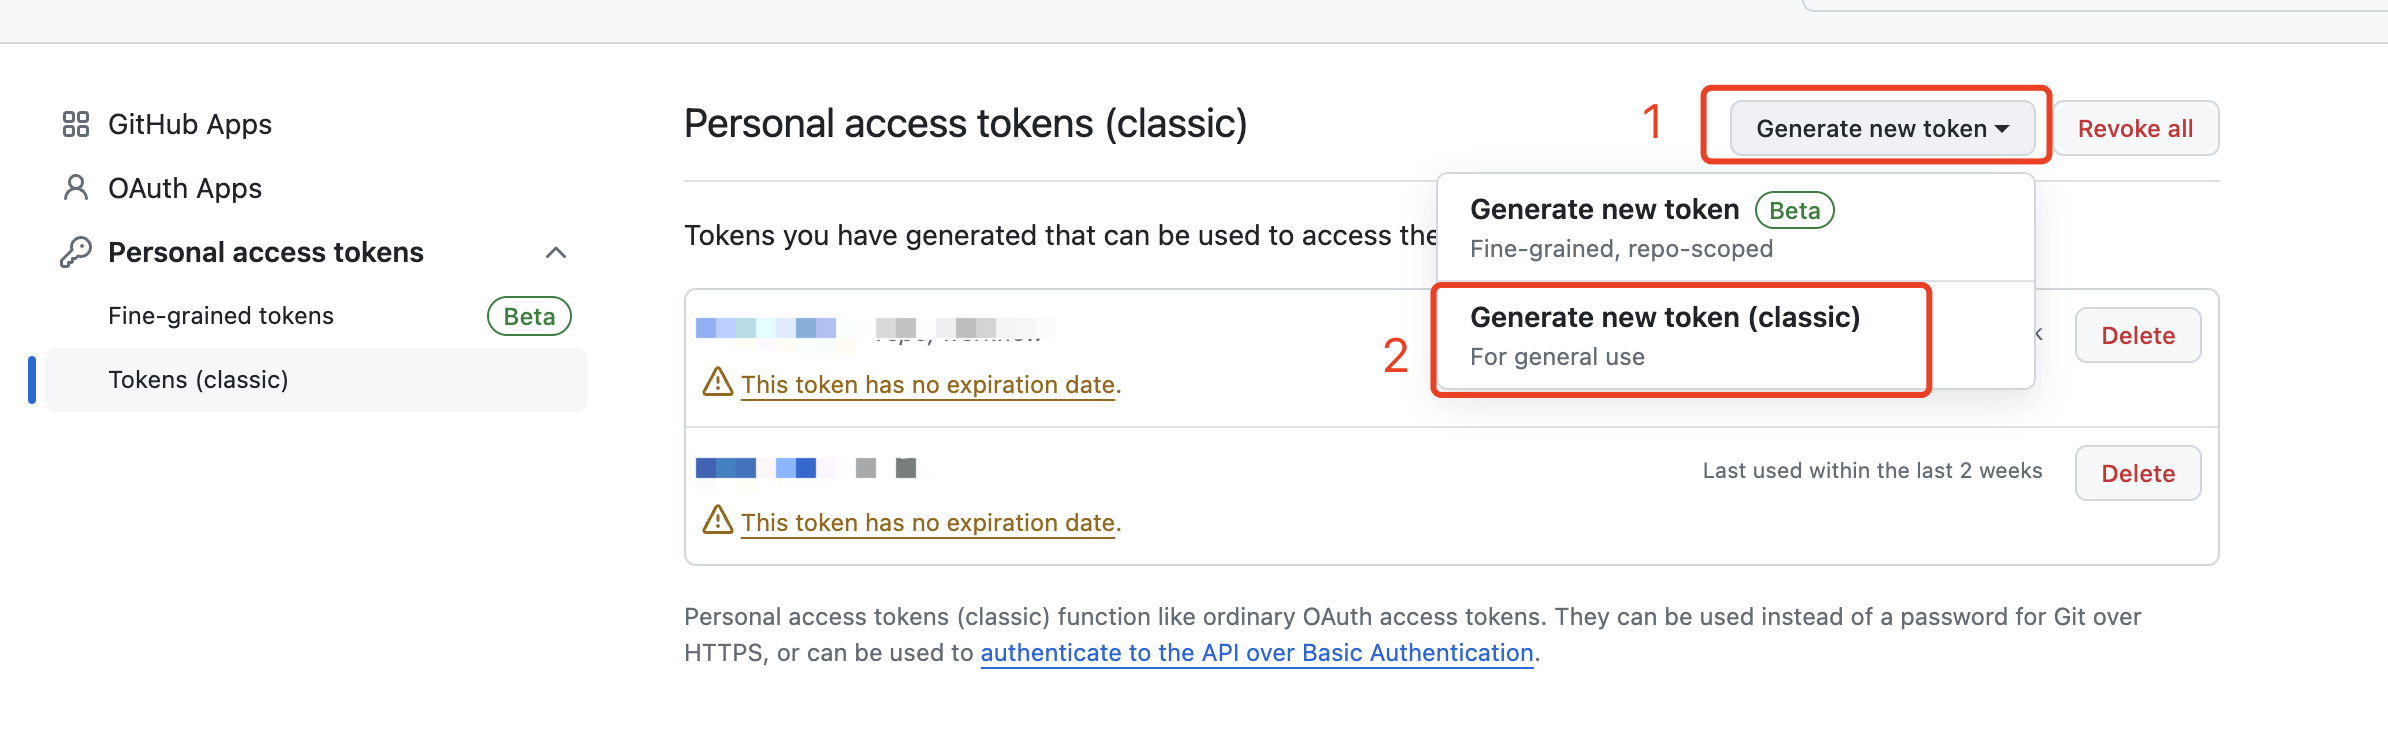 GitHub Apps
OAuth Apps
Personal access tokens
Fine-grained tokens Beta
Tokens (classic)
Personal access tokens (classic)
1
Generate new token
Revoke all
Generate new token Beta
Fine-grained, repo-scoped
2
Generate new token (classic)
For general use
Tokens you have generated that can be used to access the
This token has no expiration date.
Delete
Last used within the last 2 weeks
Delete
This token has no expiration date.
Personal access tokens (classic) function like ordinary OAuth access tokens. They can be used instead of a password for Git over
HTTPS, or can be used to authenticate to the API over Basic Authentication.